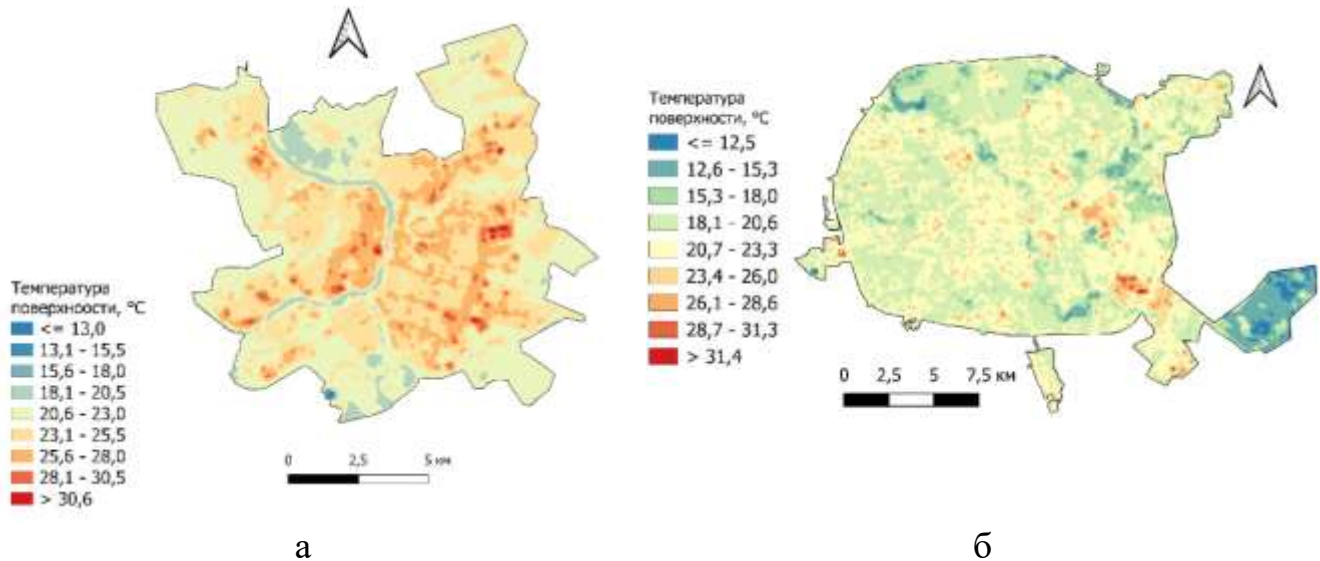 Температура
поверхности, °C
<= 13,0
13,1 - 15,5
15,6 - 18,0
18,1 - 20,5
20,6 - 23,0
23,1 - 25,5
25,6 - 28,0
28,1 - 30,5
> 30,6
0 2,5 5 км
а
Температура
поверхности, °C
<= 12,5
12,6 - 15,3
15,3 - 18,0
18,1 - 20,6
20,7 - 23,3
23,4 - 26,0
26,1 - 28,6
28,7 - 31,3
> 31,4
0 2,5 5 7,5 км
б